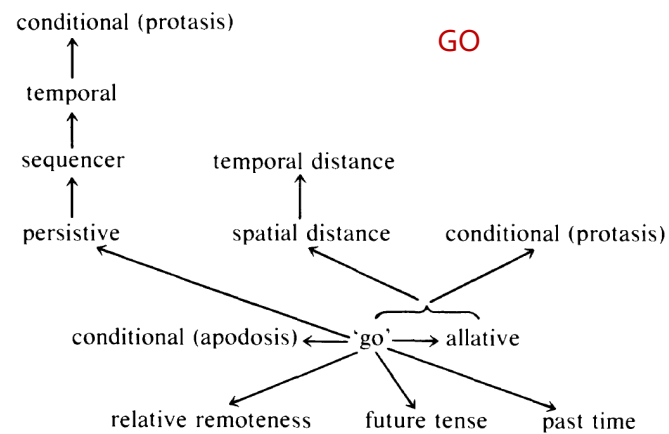 conditional (protasis)
GO
temporal
sequencer temporal distance
persistive spatial distance conditional (protasis)
conditional (apodosis) 'go' allative
relative remoteness future tense past time